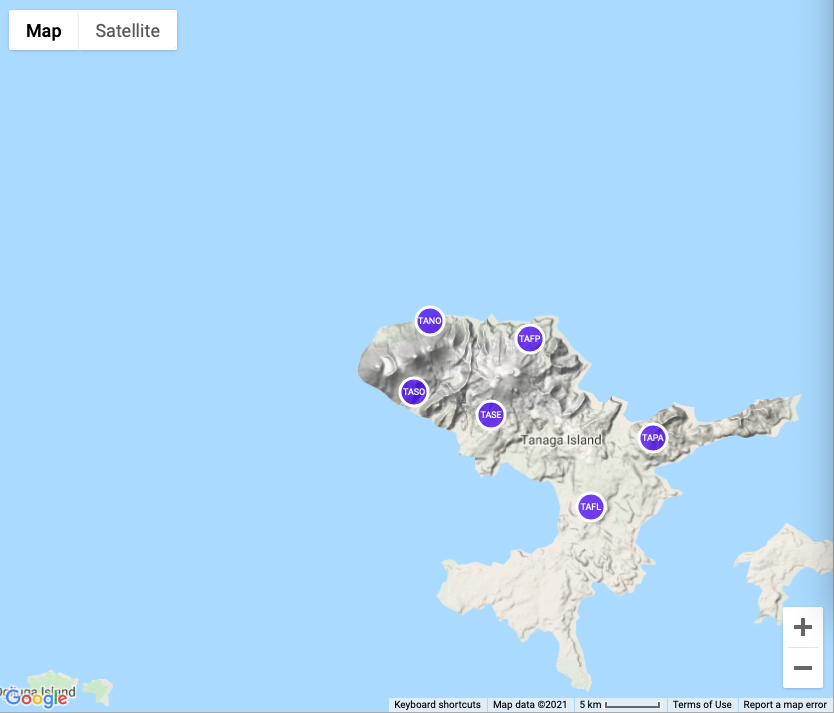 Map Satellite
TANO
TAFP
TASO
TASE
Tanaga Island
TAPA
TAFL
Island
Google
Keyboard shortcuts Map data ©2021 5 km Terms of Use Report a map error